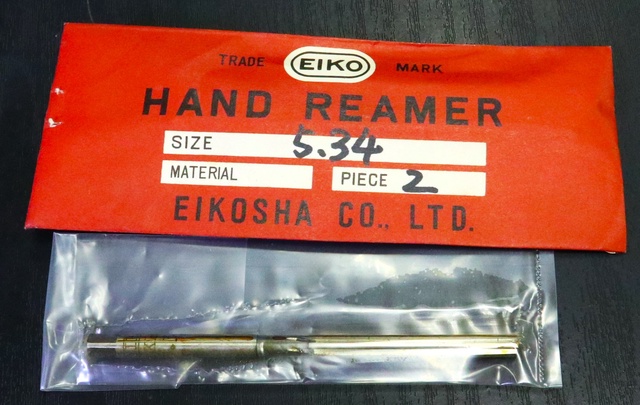 TRADE EIKO MARK
HAND REAMER
SIZE 5.34
MATERIAL PIECE 2
EIKOSHA CO., LTD.